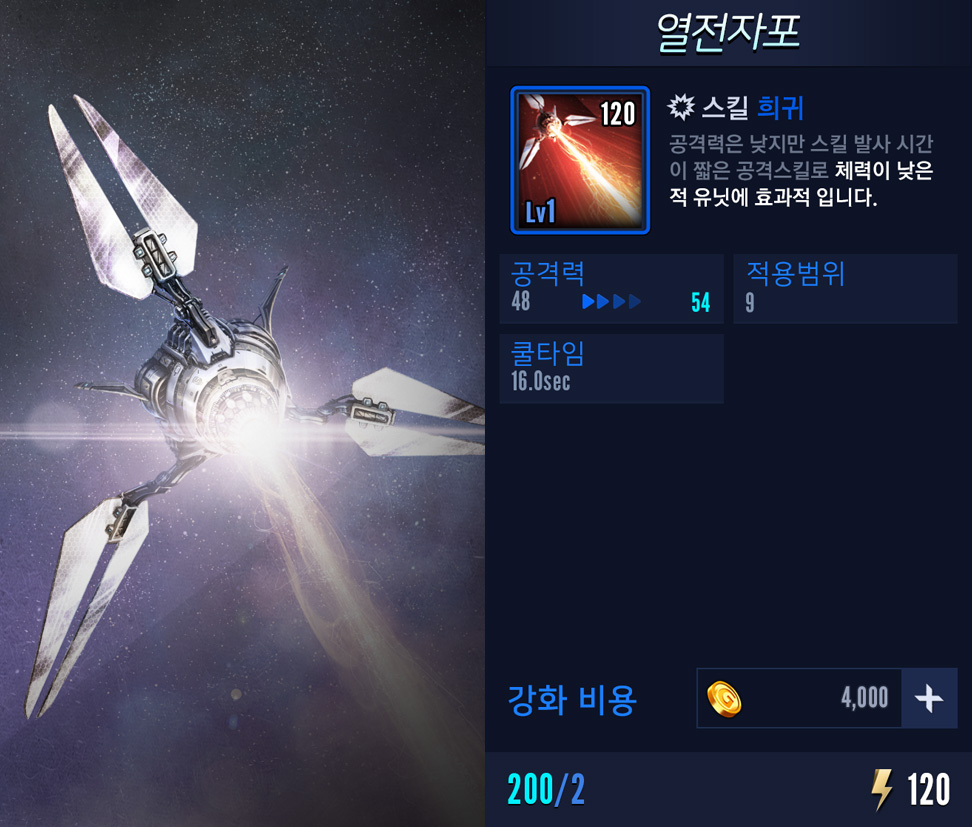 열전자포
120
Lv1
스킬 희귀
공격력은 낮지만 스킬 발사 시간
이 짧은 공격스킬로 체력이 낮은
적 유닛에 효과적 입니다.
공격력
48 54
적용범위
9
쿨타임
16.0sec
강화 비용 4,000
200/2 120